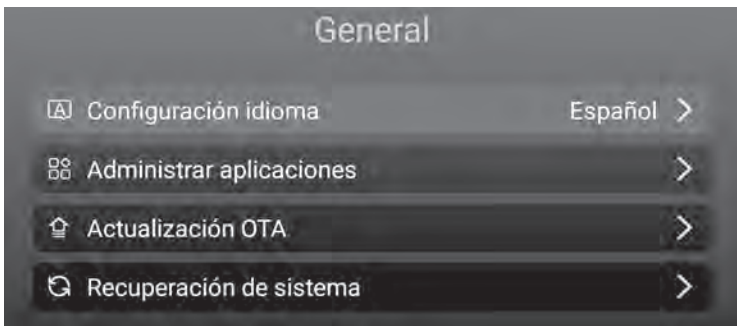 General
Configuración idioma Español
Administrar aplicaciones
Actualización OTA
Recuperación de sistema